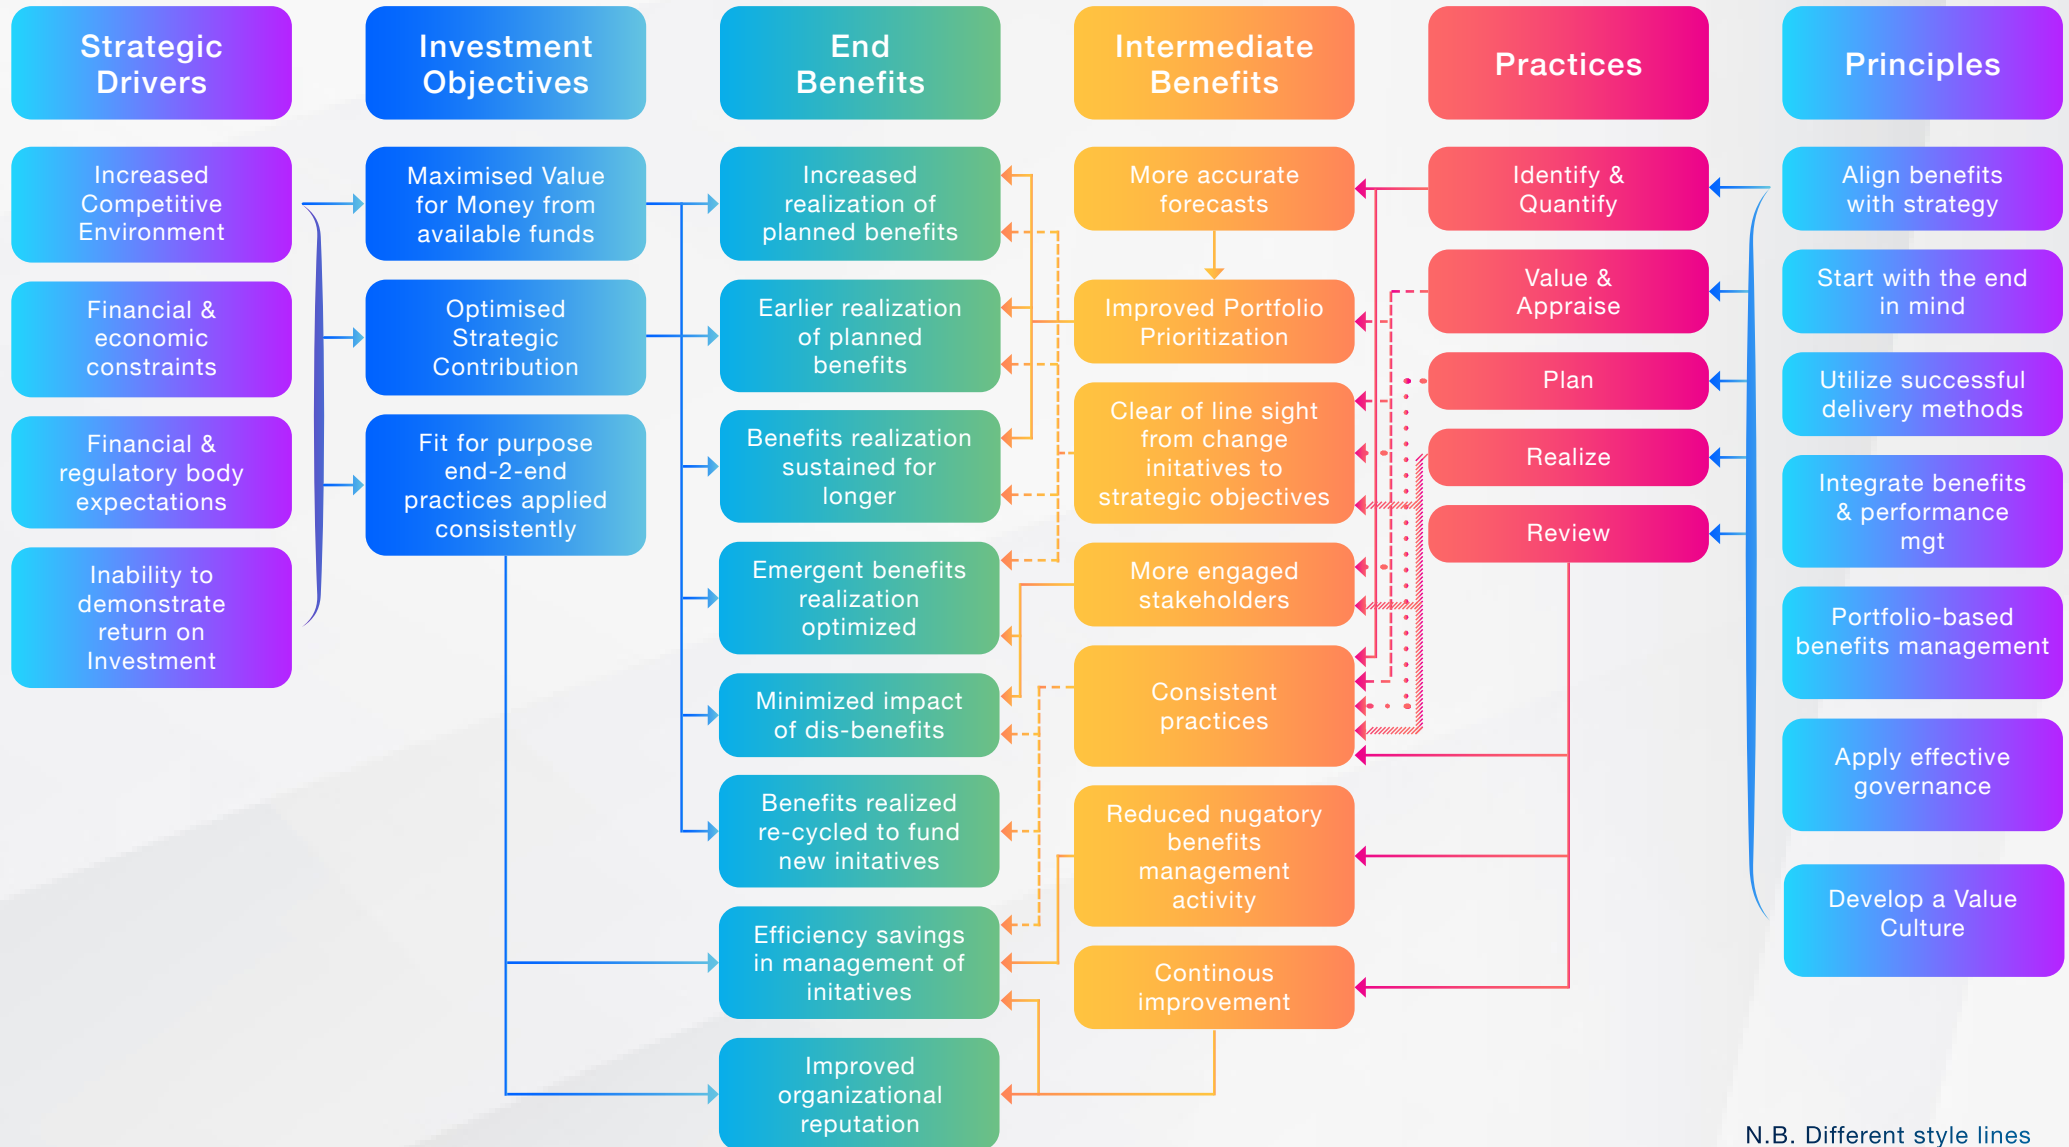 Strategic
Drivers
Investment
Objectives
End
Benefits
Intermediate
Benefits
Practices
Principles
Increased
Competitive
Environment
Financial &
economic
constraints
Financial &
regulatory body
expectations
Inability to
demonstrate
return on
Investment
Maximised Value
for Money from
available funds
Optimised
Strategic
Contribution
Fit for purpose
end-2-end
practices applied
consistently
Increased
realization of
planned benefits
Earlier realization
of planned
benefits
Benefits realization
sustained for
longer
Emergent benefits
realization
optimized
Minimized impact
of dis-benefits
Benefits realized
re-cycled to fund
new initatives
Efficiency savings
in management of
initatives
Improved
organizational
reputation
More accurate
forecasts
Improved Portfolio
Prioritization
Clear of line sight
from change
initatives to
strategic objectives
More engaged
stakeholders
Consistent
practices
Reduced nugatory
benefits
management
activity
Continous
improvement
Identify &
Quantify
Value &
Appraise
Plan
Realize
Review
Align benefits
with strategy
Start with the end
in mind
Utilize successful
delivery methods
Integrate benefits
& performance
mgt
Portfolio-based
benefits management
Apply effective
governance
Develop a Value
Culture
N.B. Different style lines